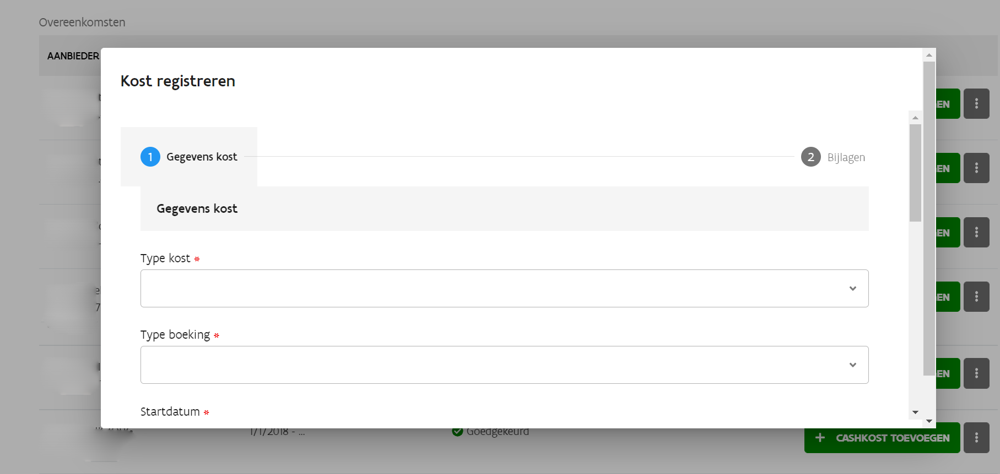 Overeenkomsten
AANBIEDER
Kost registreren
1 Gegevens kost
2 Bijlagen
Gegevens kost
Type kost *
Type boeking *
Startdatum *
EN
EN
EN
EN
EN
1/1/2018 - ...
Goedgekeurd
+ CASHKOST TOEVOEGEN